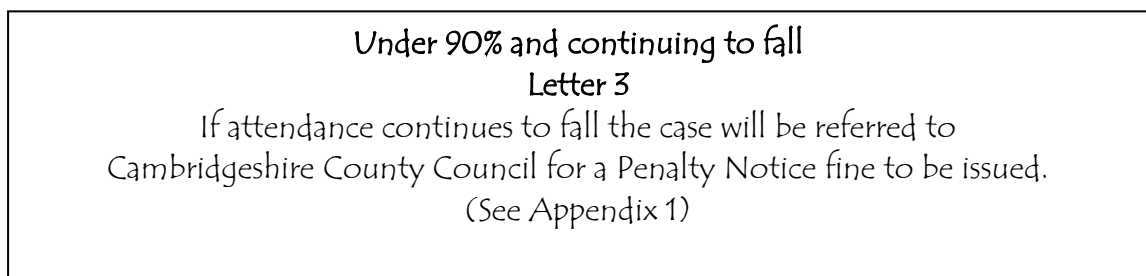 Under 90% and continuing to fall
Letter 3
If attendance continues to fall the case will be referred to
Cambridgeshire County Council for a Penalty Notice fine to be issued.
(See Appendix 1)